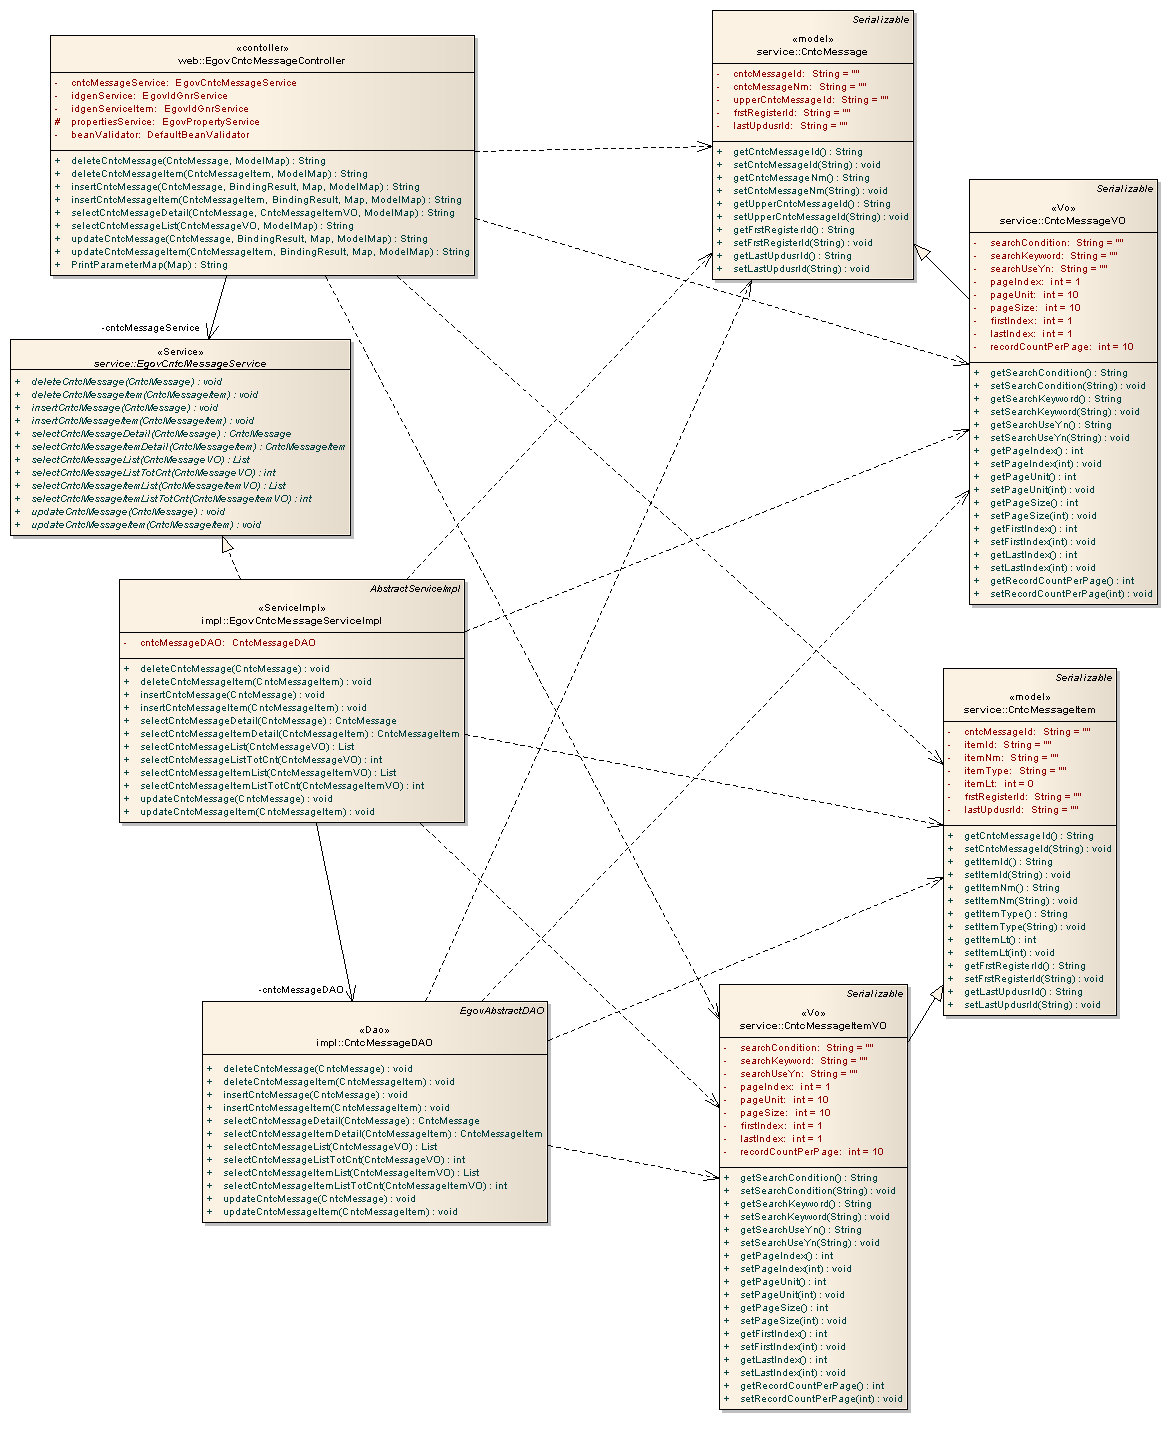 «contoller»
web::EgovCntcMessageController
- cntcMessageService: EgovCntcMessageService
- idgenService: EgovIdGnrService
- idgenServiceItem: EgovIdGnrService
# propertiesService: EgovPropertyService
- beanValidator: DefaultBeanValidator
+ deleteCntcMessage(CntcMessage, ModelMap) : String
+ deleteCntcMessageItem(CntcMessageItem, ModelMap) : String
+ insertCntcMessage(CntcMessage, BindingResult, Map, ModelMap) : String
+ insertCntcMessageItem(CntcMessageItem, BindingResult, Map, ModelMap) : String
+ selectCntcMessageDetail(CntcMessage, CntcMessageItemVO, ModelMap) : String
+ selectCntcMessageList(CntcMessageVO, ModelMap) : String
+ updateCntcMessage(CntcMessage, BindingResult, Map, ModelMap) : String
+ updateCntcMessageItem(CntcMessageItem, BindingResult, Map, ModelMap) : String
+ PrintParameterMap(Map) : String
Serializable
«model»
service::CntcMessage
- cntcMessageId: String = ""
- cntcMessageNm: String = ""
- upperCntcMessageId: String = ""
- frstRegisterId: String = ""
- lastUpdusrId: String = ""
+ getCntcMessageId() : String
+ setCntcMessageId(String) : void
+ getCntcMessageNm() : String
+ setCntcMessageNm(String) : void
+ getUpperCntcMessageId() : String
+ setUpperCntcMessageId(String) : void
+ getFrstRegisterId() : String
+ setFrstRegisterId(String) : void
+ getLastUpdusrId() : String
+ setLastUpdusrId(String) : void
Serializable
«Vo»
service::CntcMessageVO
- searchCondition: String = ""
- searchKeyword: String = ""
- searchUseYn: String = ""
- pageIndex: int = 1
- pageUnit: int = 10
- pageSize: int = 10
- firstIndex: int = 1
- lastIndex: int = 1
- recordCountPerPage: int = 10
+ getSearchCondition() : String
+ setSearchCondition(String) : void
+ getSearchKeyword() : String
+ setSearchKeyword(String) : void
+ getSearchUseYn() : String
+ setSearchUseYn(String) : void
+ getPageIndex() : int
+ setPageIndex(int) : void
+ getPageUnit() : int
+ setPageUnit(int) : void
+ getPageSize() : int
+ setPageSize(int) : void
+ getFirstIndex() : int
+ setFirstIndex(int) : void
+ getLastIndex() : int
+ setLastIndex(int) : void
+ getRecordCountPerPage() : int
+ setRecordCountPerPage(int) : void
-cntcMessageService
«Service»
service::EgovCntcMessageService
+ deleteCntcMessage(CntcMessage) : void
+ deleteCntcMessageItem(CntcMessageItem) : void
+ insertCntcMessage(CntcMessage) : void
+ insertCntcMessageItem(CntcMessageItem) : void
+ selectCntcMessageDetail(CntcMessage) : CntcMessage
+ selectCntcMessageItemDetail(CntcMessageItem) : CntcMessageItem
+ selectCntcMessageList(CntcMessageVO) : List
+ selectCntcMessageListTotCnt(CntcMessageVO) : int
+ selectCntcMessageItemList(CntcMessageItemVO) : List
+ selectCntcMessageItemListTotCnt(CntcMessageItemVO) : int
+ updateCntcMessage(CntcMessage) : void
+ updateCntcMessageItem(CntcMessageItem) : void
AbstractServiceImpl
«ServiceImpl»
impl::EgovCntcMessageServiceImpl
- cntcMessageDAO: CntcMessageDAO
+ deleteCntcMessage(CntcMessage) : void
+ deleteCntcMessageItem(CntcMessageItem) : void
+ insertCntcMessage(CntcMessage) : void
+ insertCntcMessageItem(CntcMessageItem) : void
+ selectCntcMessageDetail(CntcMessage) : CntcMessage
+ selectCntcMessageItemDetail(CntcMessageItem) : CntcMessageItem
+ selectCntcMessageList(CntcMessageVO) : List
+ selectCntcMessageListTotCnt(CntcMessageVO) : int
+ selectCntcMessageItemList(CntcMessageItemVO) : List
+ selectCntcMessageItemListTotCnt(CntcMessageItemVO) : int
+ updateCntcMessage(CntcMessage) : void
+ updateCntcMessageItem(CntcMessageItem) : void
Serializable
«model»
service::CntcMessageItem
- cntcMessageId: String = ""
- itemId: String = ""
- itemNm: String = ""
- itemType: String = ""
- itemLt: int = 0
- frstRegisterId: String = ""
- lastUpdusrId: String = ""
+ getCntcMessageId() : String
+ setCntcMessageId(String) : void
+ getItemId() : String
+ setItemId(String) : void
+ getItemNm() : String
+ setItemNm(String) : void
+ getItemType() : String
+ setItemType(String) : void
+ getItemLt() : int
+ setItemLt(int) : void
+ getFrstRegisterId() : String
+ setFrstRegisterId(String) : void
+ getLastUpdusrId() : String
+ setLastUpdusrId(String) : void
-cntcMessageDAO
EgovAbstractDAO
«Dao»
impl::CntcMessageDAO
+ deleteCntcMessage(CntcMessage) : void
+ deleteCntcMessageItem(CntcMessageItem) : void
+ insertCntcMessage(CntcMessage) : void
+ insertCntcMessageItem(CntcMessageItem) : void
+ selectCntcMessageDetail(CntcMessage) : CntcMessage
+ selectCntcMessageItemDetail(CntcMessageItem) : CntcMessageItem
+ selectCntcMessageList(CntcMessageVO) : List
+ selectCntcMessageListTotCnt(CntcMessageVO) : int
+ selectCntcMessageItemList(CntcMessageItemVO) : List
+ selectCntcMessageItemListTotCnt(CntcMessageItemVO) : int
+ updateCntcMessage(CntcMessage) : void
+ updateCntcMessageItem(CntcMessageItem) : void
Serializable
«Vo»
service::CntcMessageItemVO
- searchCondition: String = ""
- searchKeyword: String = ""
- searchUseYn: String = ""
- pageIndex: int = 1
- pageUnit: int = 10
- pageSize: int = 10
- firstIndex: int = 1
- lastIndex: int = 1
- recordCountPerPage: int = 10
+ getSearchCondition() : String
+ setSearchCondition(String) : void
+ getSearchKeyword() : String
+ setSearchKeyword(String) : void
+ getSearchUseYn() : String
+ setSearchUseYn(String) : void
+ getPageIndex() : int
+ setPageIndex(int) : void
+ getPageUnit() : int
+ setPageUnit(int) : void
+ getPageSize() : int
+ setPageSize(int) : void
+ getFirstIndex() : int
+ setFirstIndex(int) : void
+ getLastIndex() : int
+ setLastIndex(int) : void
+ getRecordCountPerPage() : int
+ setRecordCountPerPage(int) : void